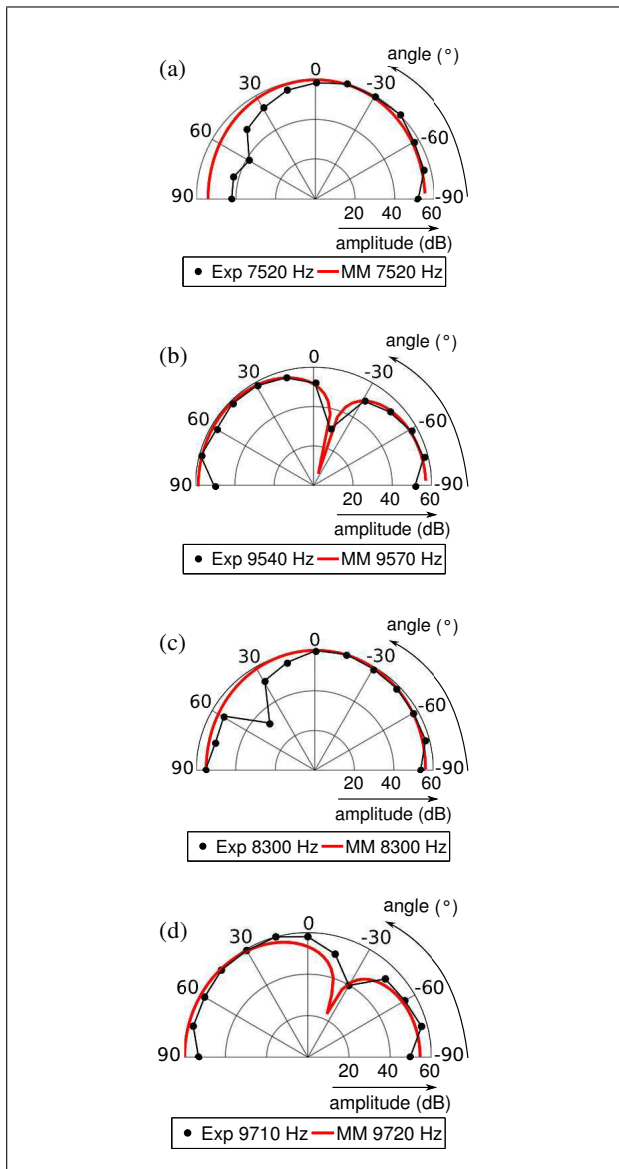 (a)
angle (°)
0
30
-30
60
-60
90
-90
20 40 60
amplitude (dB)
Exp 7520 Hz MM 7520 Hz
(b)
angle (°)
0
30
-30
60
-60
90
-90
20 40 60
amplitude (dB)
Exp 9540 Hz MM 9570 Hz
(c)
angle (°)
0
30
-30
60
-60
90
-90
20 40 60
amplitude (dB)
Exp 8300 Hz MM 8300 Hz
(d)
angle (°)
0
30
-30
60
-60
90
-90
20 40 60
amplitude (dB)
Exp 9710 Hz MM 9720 Hz